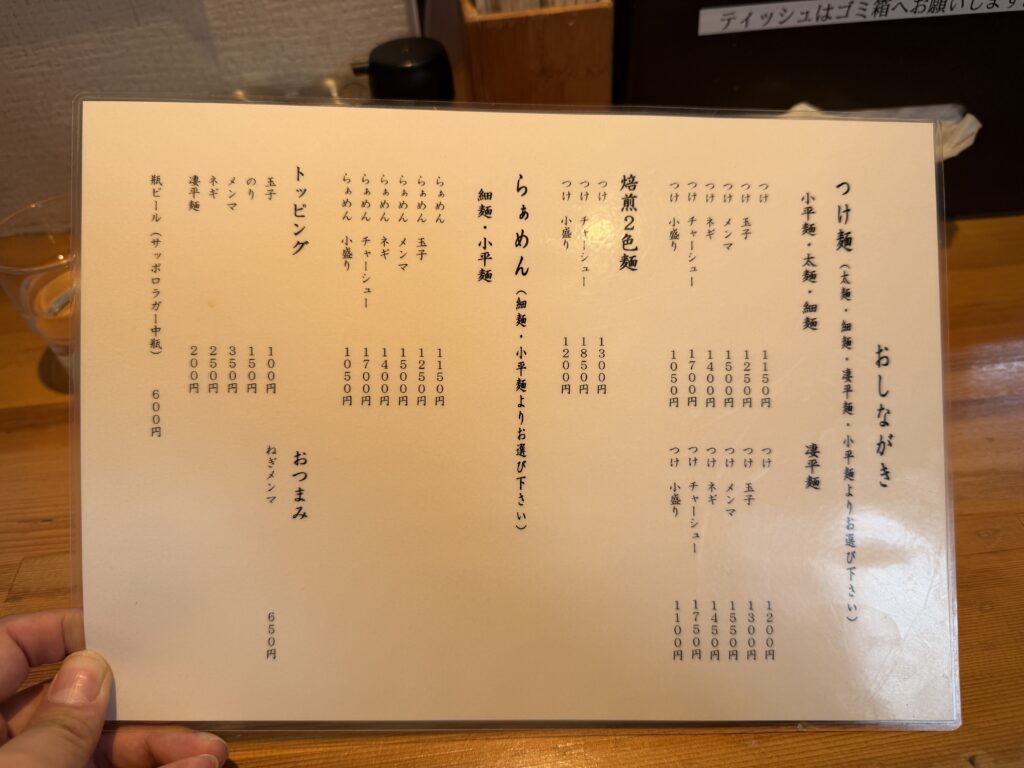 ティッシュはゴミ箱へお願いします
おしながき
つけ麺（太麺・細麺・凄平麺・小平麺よりお選び下さい）
小平麺・太麺・細麺
つけ 1150円
つけ 玉子 1250円
つけ メンマ 1500円
つけ ネギ 1400円
つけ チャーシュー 1700円
つけ 小盛り 1050円
凄平麺
つけ 1200円
つけ 玉子 1300円
つけ メンマ 1550円
つけ ネギ 1450円
つけ チャーシュー 1750円
つけ 小盛り 1100円
焙煎２色麺
つけ 1300円
つけ チャーシュー 1850円
つけ 小盛り 1200円
らぁめん（細麺・小平麺よりお選び下さい）
細麺・小平麺
らぁめん 1150円
らぁめん 玉子 1250円
らぁめん メンマ 1500円
らぁめん ネギ 1400円
らぁめん チャーシュー 1700円
らぁめん 小盛り 1050円
トッピング
玉子 100円
のり 150円
メンマ 350円
ネギ 250円
凄平麺 200円
おつまみ
ねぎメンマ 650円
瓶ビール（サッポロラガー中瓶） 600円